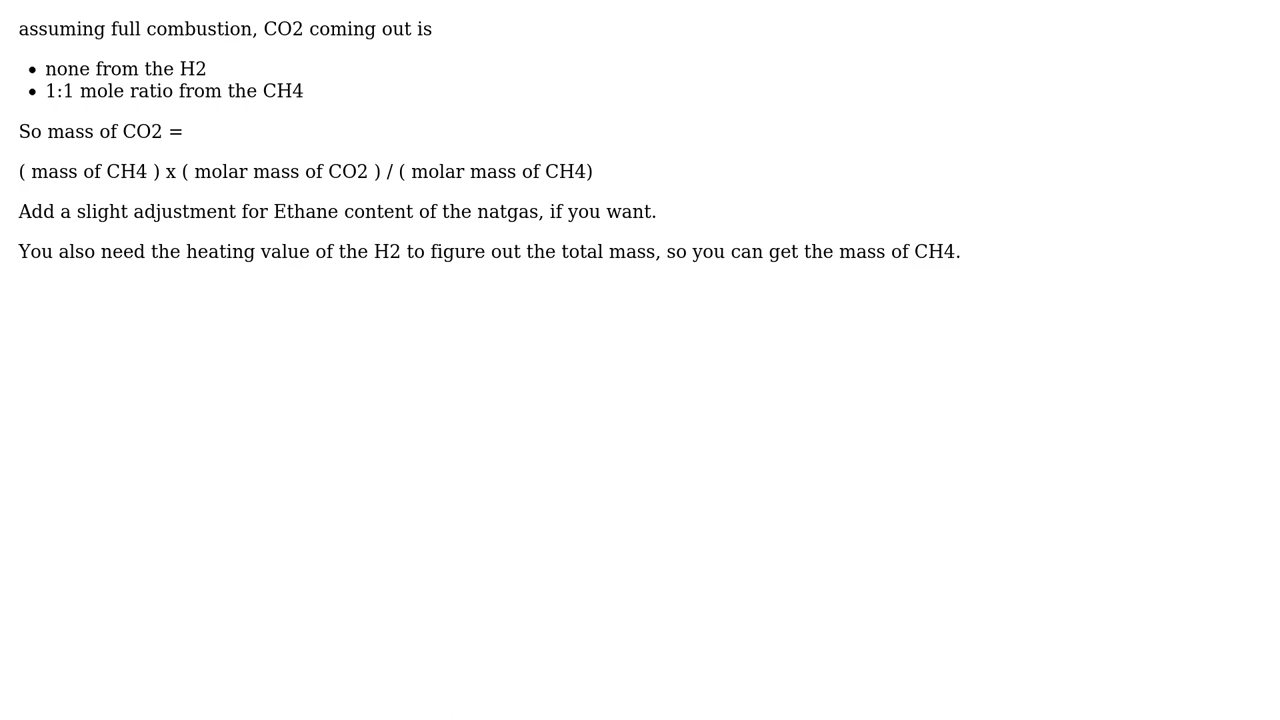 assuming full combustion, CO2 coming out is
• none from the H2
• 1:1 mole ratio from the CH4
So mass of CO2 =
( mass of CH4 ) x ( molar mass of CO2 ) / ( molar mass of CH4)
Add a slight adjustment for Ethane content of the natgas, if you want.
You also need the heating value of the H2 to figure out the total mass, so you can get the mass of CH4.